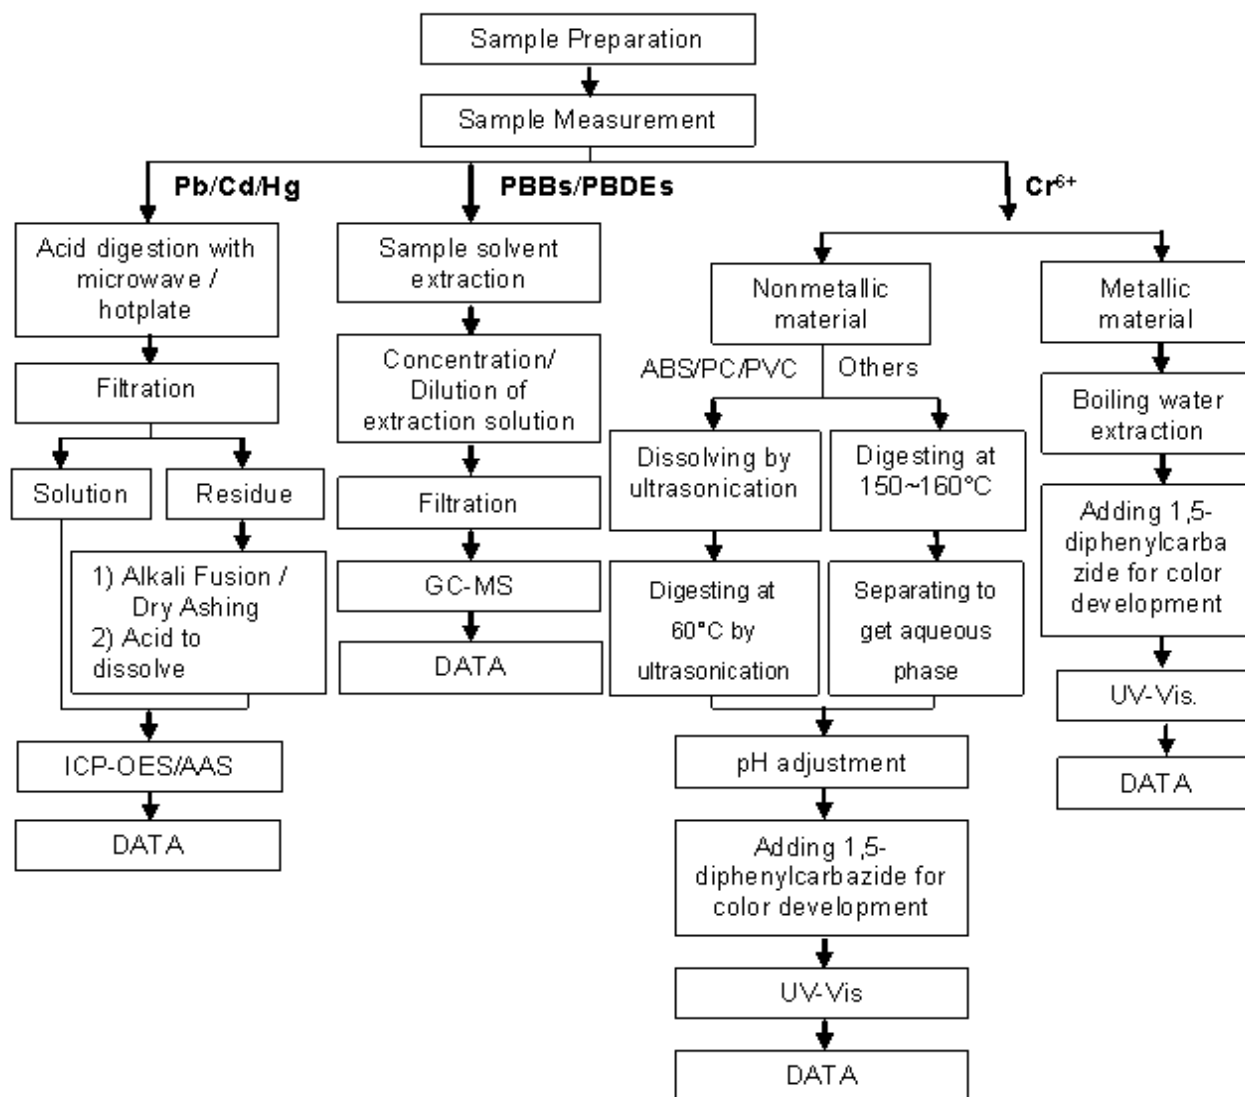 Sample Preparation
Sample Measurement
Pb/Cd/Hg
PBBs/PBDEs
Cr⁶⁺
Acid digestion with
microwave /
hotplate
Filtration
Solution
Residue
1) Alkali Fusion /
Dry Ashing
2) Acid to
dissolve
ICP-OES/AAS
DATA
Sample solvent
extraction
Concentration/
Dilution of
extraction solution
Filtration
GC-MS
DATA
Nonmetallic
material
ABS/PC/PVC
Others
Dissolving by
ultrasonication
Digesting at
60°C by
ultrasonication
Digesting at
150~160°C
Separating to
get aqueous
phase
pH adjustment
Adding 1,5-
diphenylcarbazide for
color development
UV-Vis
DATA
Metallic
material
Boiling water
extraction
Adding 1,5-
diphenylcarba
zide for color
development
UV-Vis.
DATA